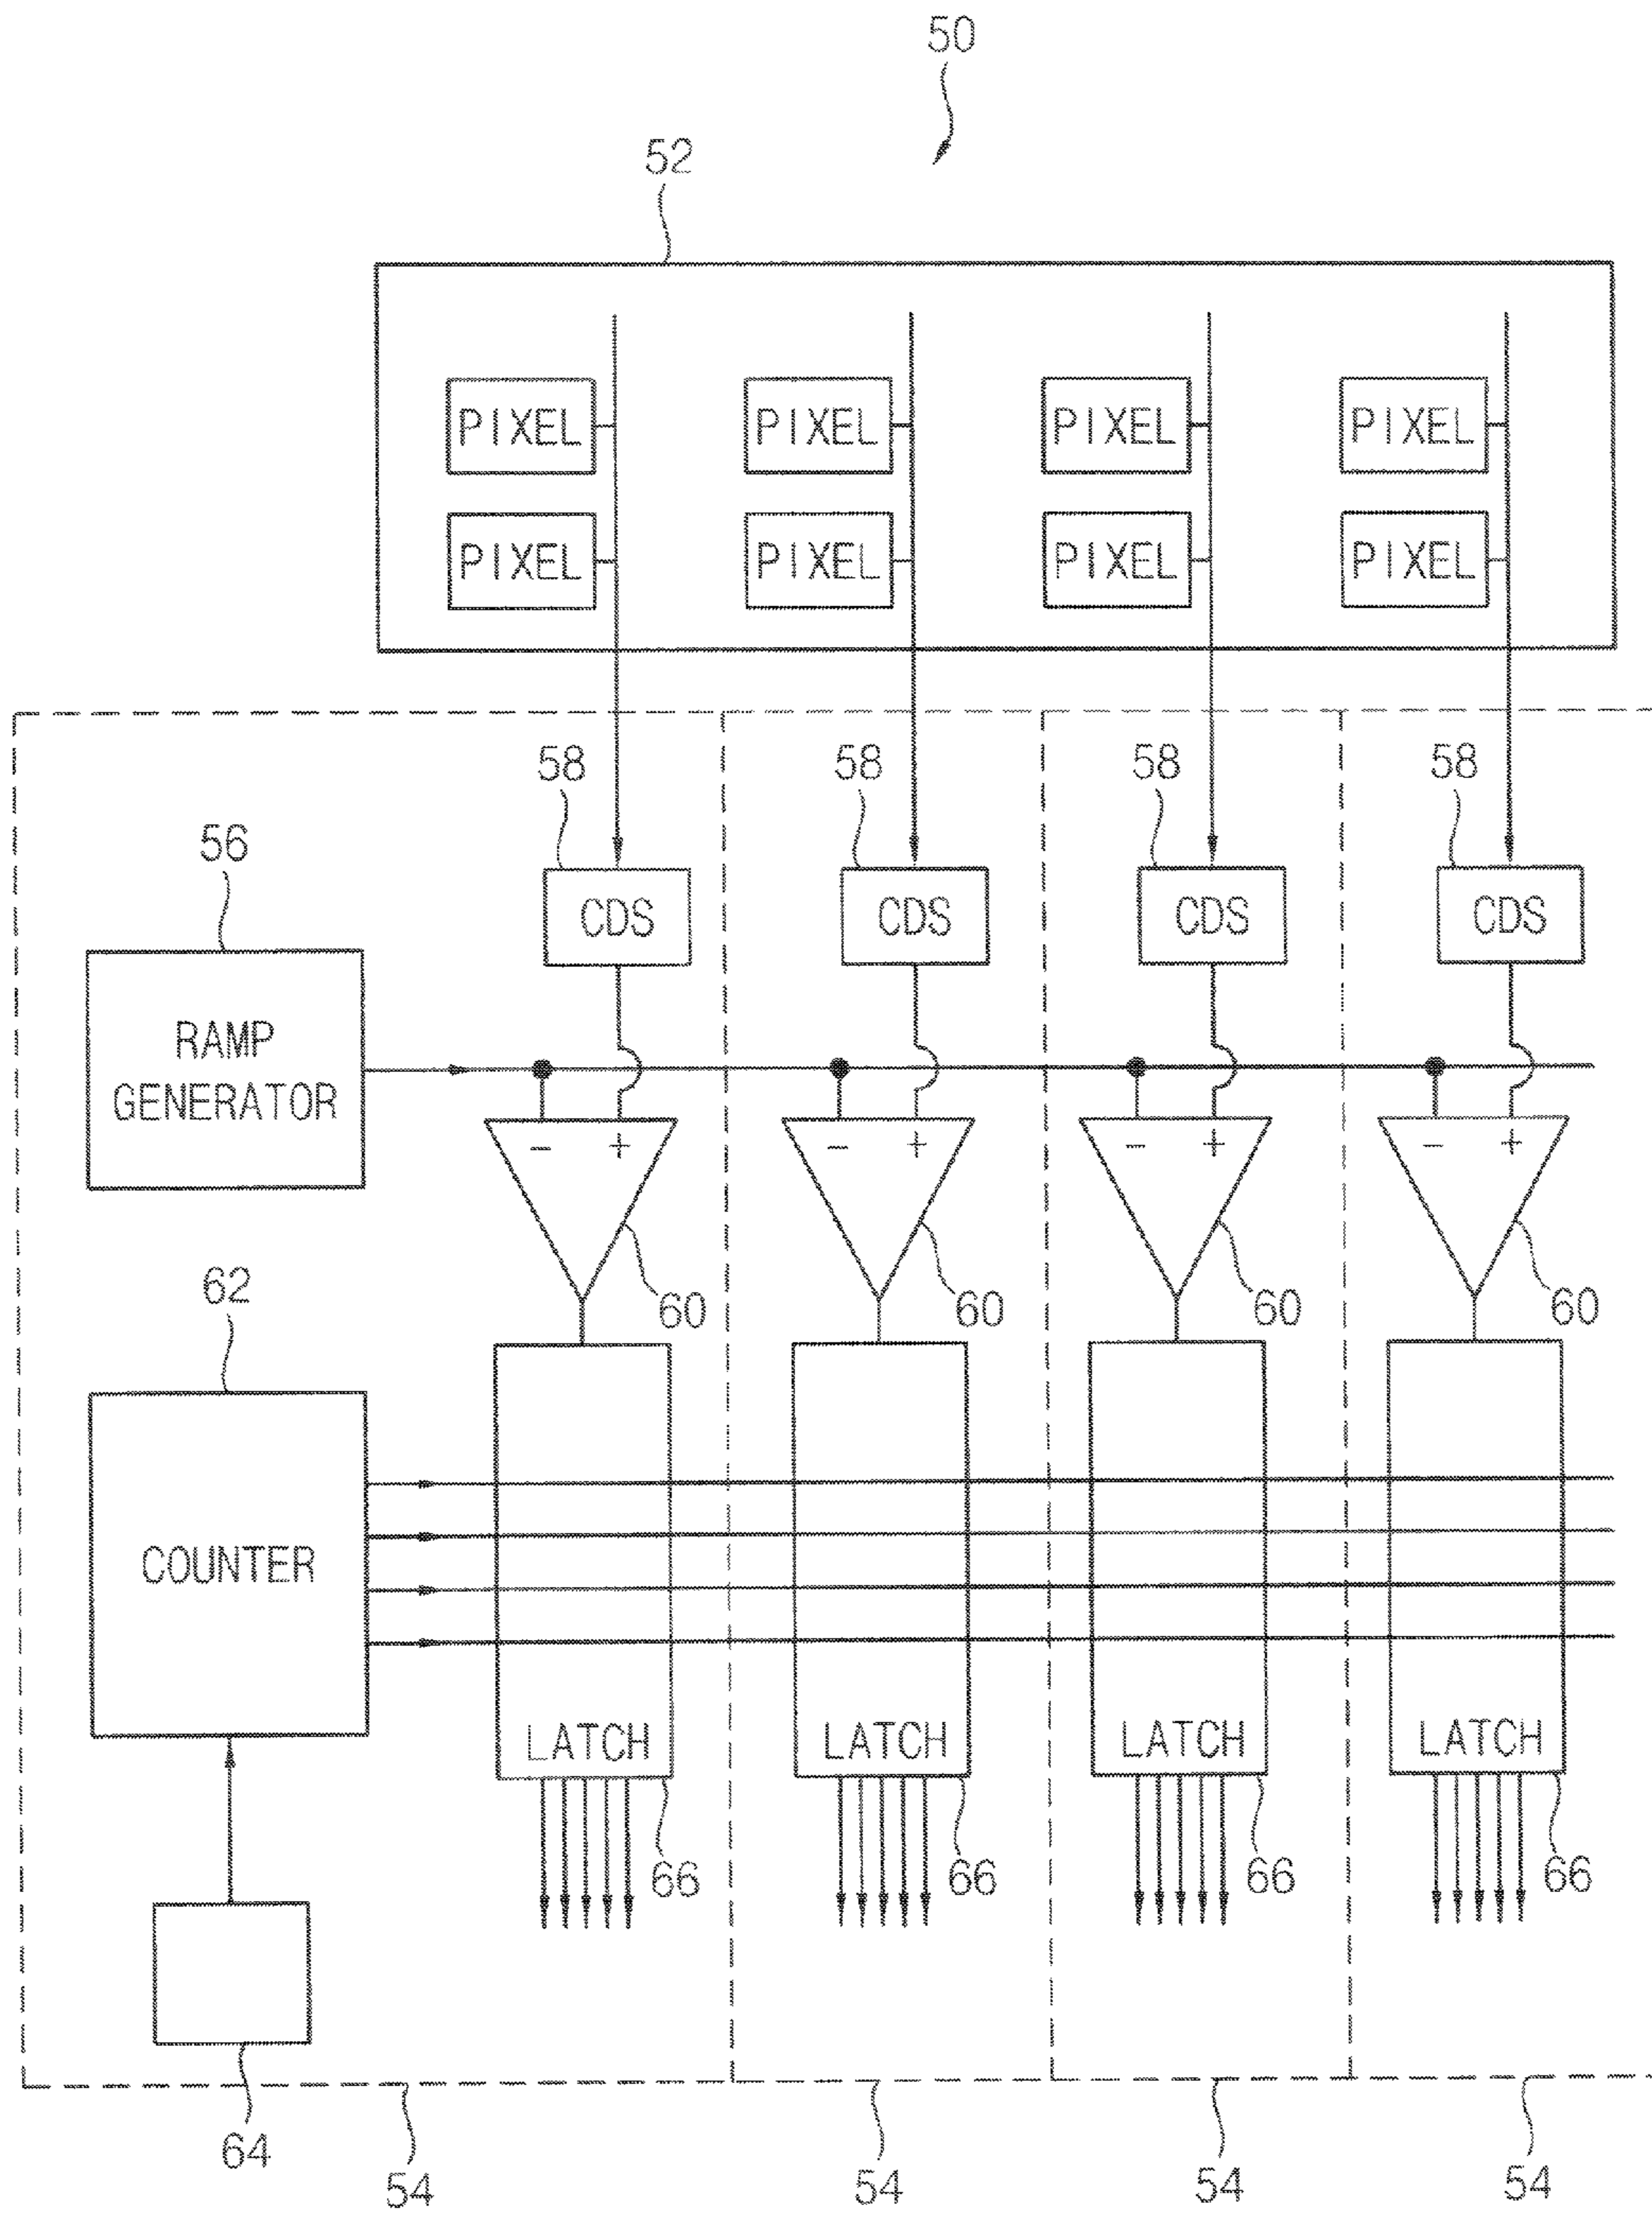 50
52
PIXEL PIXEL PIXEL PIXEL
PIXEL PIXEL PIXEL PIXEL
58 58 58 58
56
CDS CDS CDS CDS
RAMP
GENERATOR
- + - + - + - +
62
60 60 60 60
COUNTER
LATCH LATCH LATCH LATCH
66 66 66 66
64
54 54 54 54